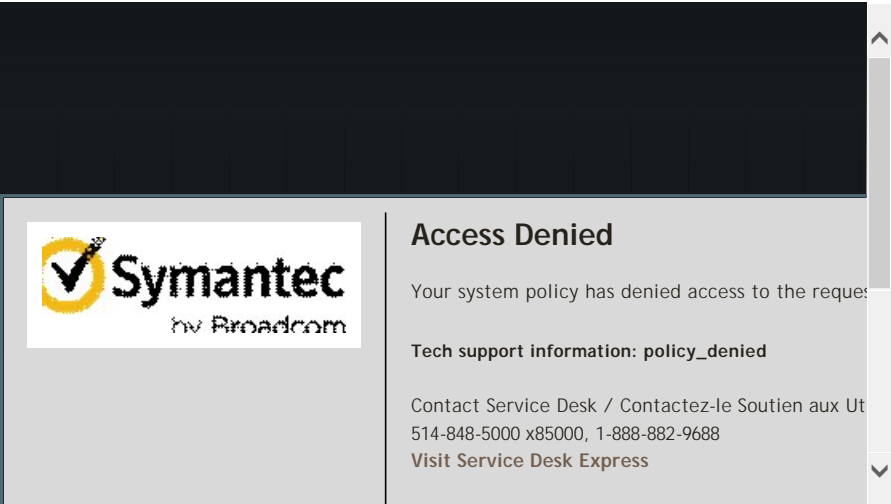 Symantec
by Broadcom
Access Denied
Your system policy has denied access to the reques
Tech support information: policy_denied
Contact Service Desk / Contactez-le Soutien aux Ut
514-848-5000 x85000, 1-888-882-9688
Visit Service Desk Express